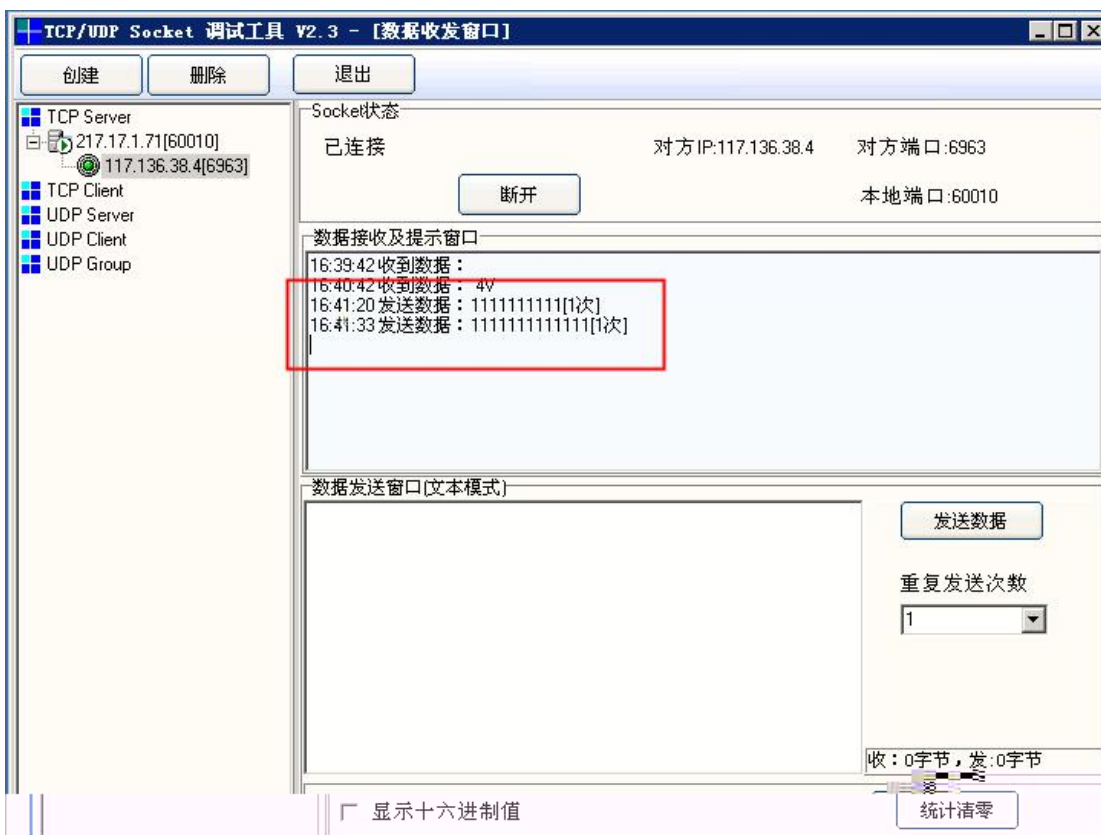 TCP/UDP Socket 调试工具 V2.3 - [数据收发窗口]
创建 删除 退出
TCP Server
217.17.1.71[60010]
117.136.38.4[6963]
TCP Client
UDP Server
UDP Client
UDP Group
Socket状态
已连接 对方IP:117.136.38.4 对方端口:6963
断开 本地端口:60010
数据接收及提示窗口
16:39:42 收到数据：
16:40:42 收到数据： 4V
16:41:20 发送数据：1111111111[1次]
16:41:33 发送数据：1111111111111[1次]
数据发送窗口(文本模式)
发送数据
重复发送次数
1
收：0字节，发:0字节
显示十六进制值 统计清零